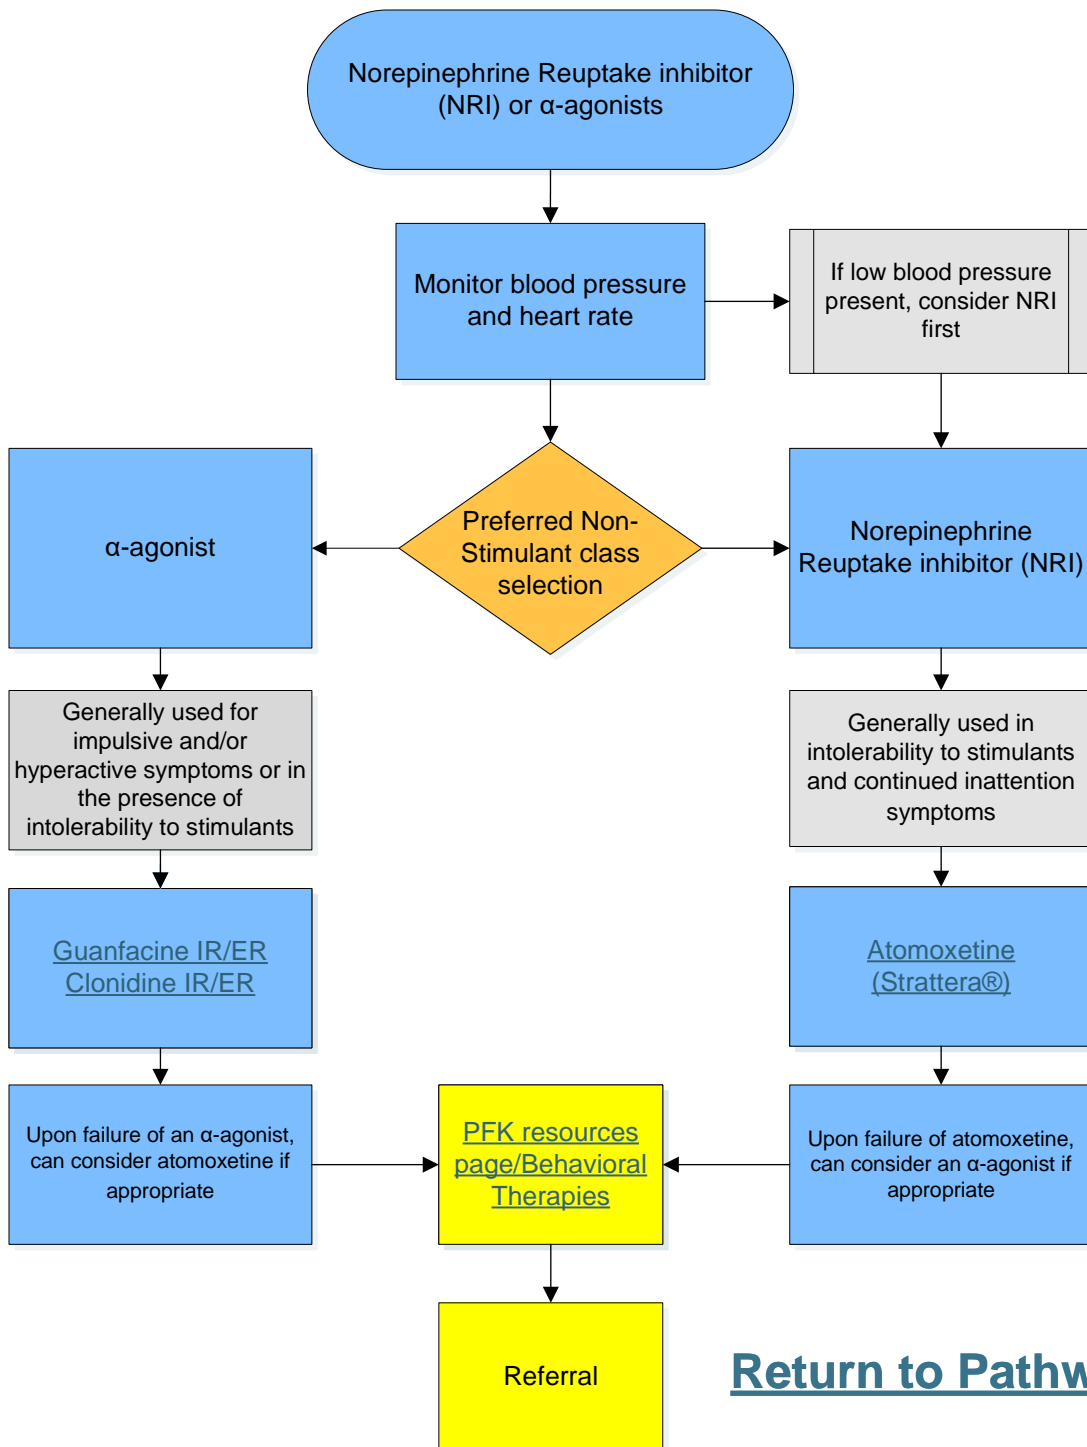 Norepinephrine Reuptake inhibitor
(NRI) or α-agonists
Monitor blood pressure
and heart rate
If low blood pressure
present, consider NRI
first
α-agonist
Preferred Non-
Stimulant class
selection
Norepinephrine
Reuptake inhibitor (NRI)
Generally used for
impulsive and/or
hyperactive symptoms or in
the presence of
intolerability to stimulants
Generally used in
intolerability to stimulants
and continued inattention
symptoms
Guanfacine IR/ER
Clonidine IR/ER
Atomoxetine
(Strattera®)
Upon failure of an α-agonist,
can consider atomoxetine if
appropriate
PFK resources
page/Behavioral
Therapies
Upon failure of atomoxetine,
can consider an α-agonist if
appropriate
Referral
Return to Pathw